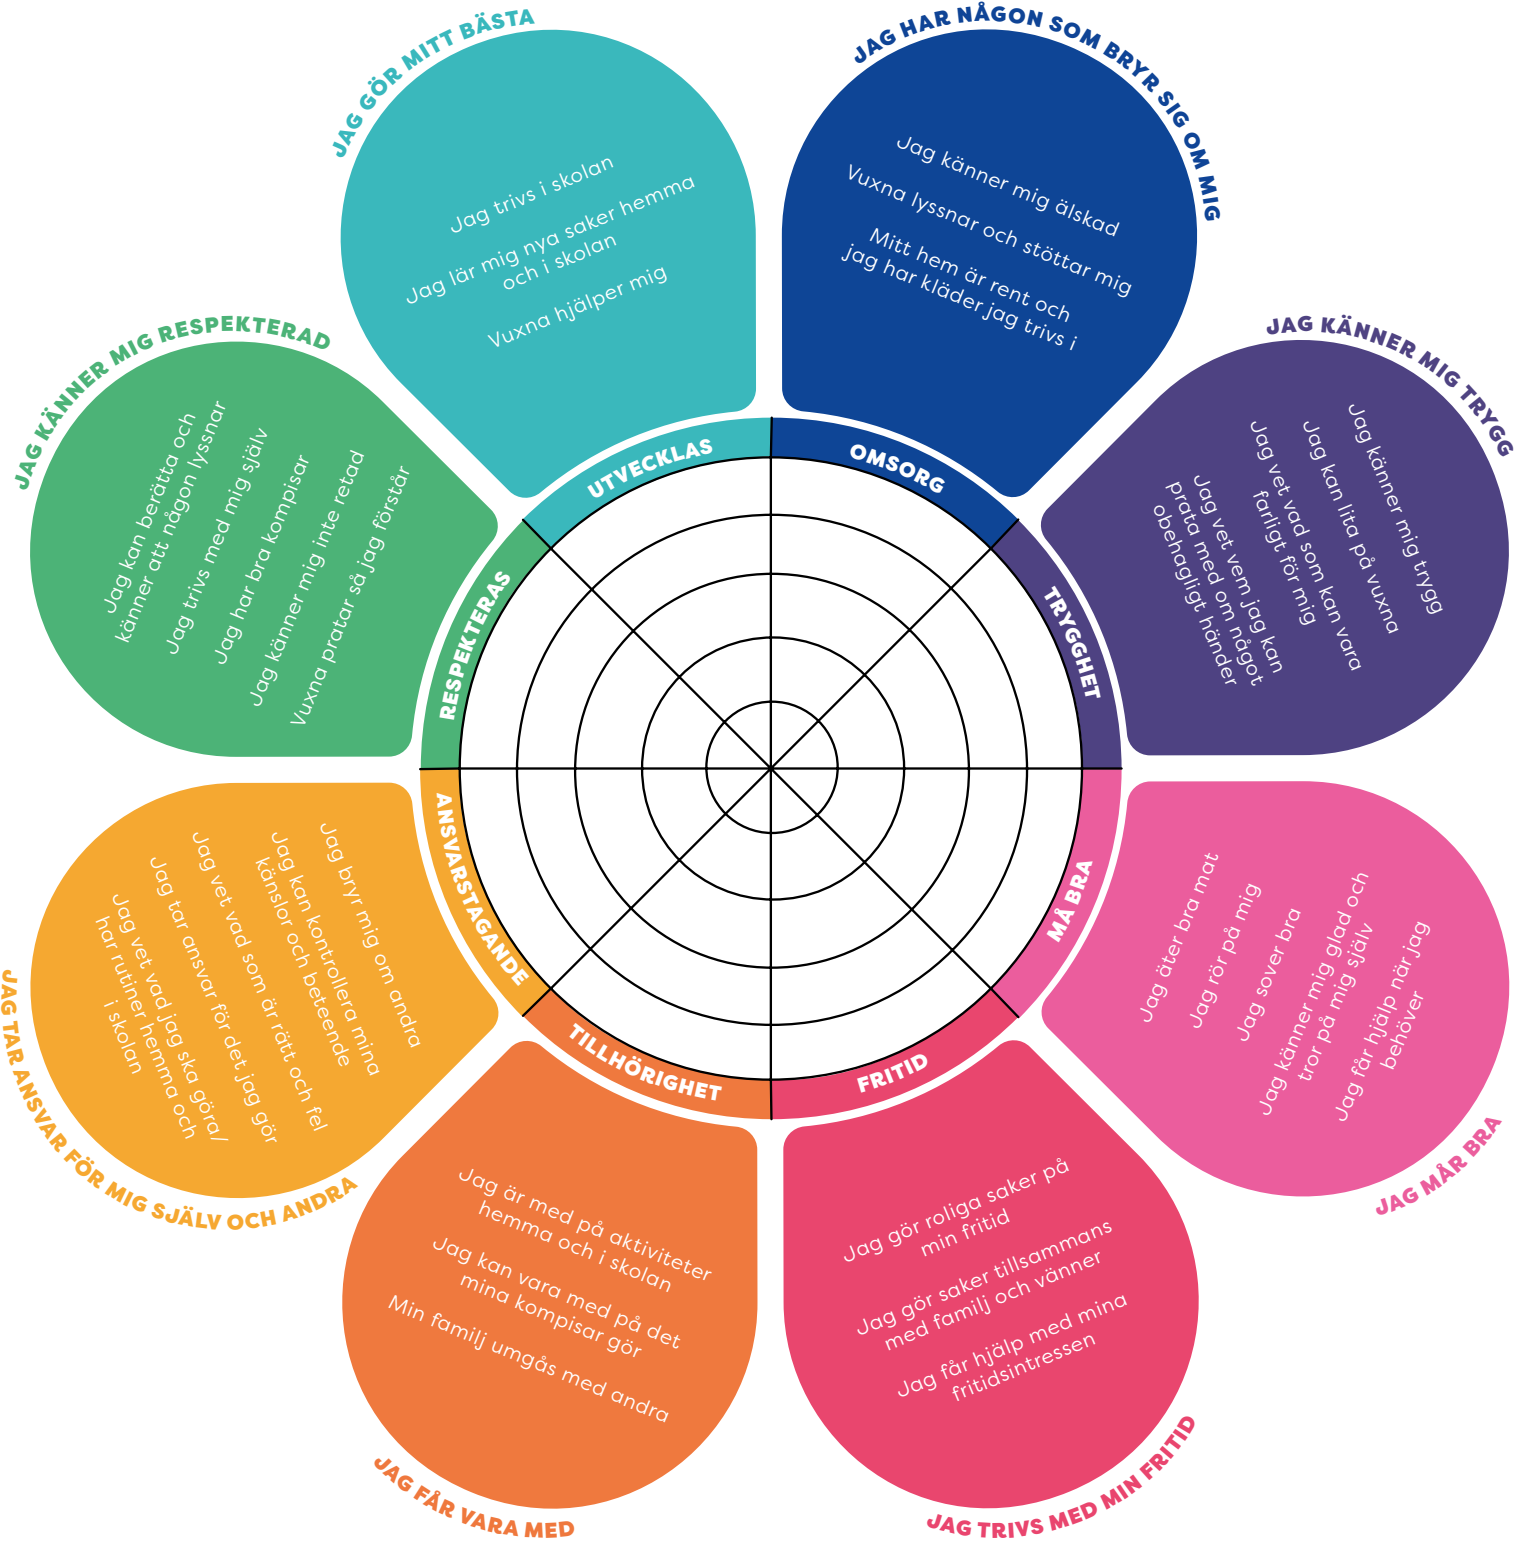 JAG GÖR MITT BÄSTA
Jag trivs i skolan
Jag lär mig nya saker hemma
och i skolan
Vuxna hjälper mig
UTVECKLAS
JAG HAR NÅGON SOM BRYR SIG OM MIG
Jag känner mig älskad
Vuxna lyssnar och stöttar mig
Mitt hem är rent och
jag har kläder jag trivs i
OMSORG
JAG KÄNNER MIG TRYGG
Jag känner mig trygg
Jag kan lita på vuxna
Jag vet vad som kan vara
farligt för mig
Jag vet vem jag kan
prata med om något
obehagligt händer
TRYGGHET
Jag äter bra mat
Jag rör på mig
Jag sover bra
Jag känner mig glad och
tror på mig själv
Jag får hjälp när jag
behöver
MÅ BRA
JAG MÅR BRA
FRITID
Jag gör roliga saker på
min fritid
Jag gör saker tillsammans
med familj och vänner
Jag får hjälp med mina
fritidsintressen
JAG TRIVS MED MIN FRITID
TILLHÖRIGHET
Jag är med på aktiviteter
hemma och i skolan
Jag kan vara med på det
mina kompisar gör
Min familj umgås med andra
JAG FÅR VARA MED
ANSVARSTAGANDE
Jag bryr mig om andra
Jag kan kontrollera mina
känslor och beteende
Jag vet vad som är rätt och fel
Jag tar ansvar för det jag gör
Jag vet vad jag ska göra/
har rutiner hemma och
i skolan
JAG TAR ANSVAR FÖR MIG SJÄLV OCH ANDRA
JAG KÄNNER MIG RESPEKTERAD
Jag kan berätta och
känner att någon lyssnar
Jag trivs med mig själv
Jag har bra kompisar
Jag känner mig inte retad
Vuxna pratar så jag förstår
RESPEKTERAS